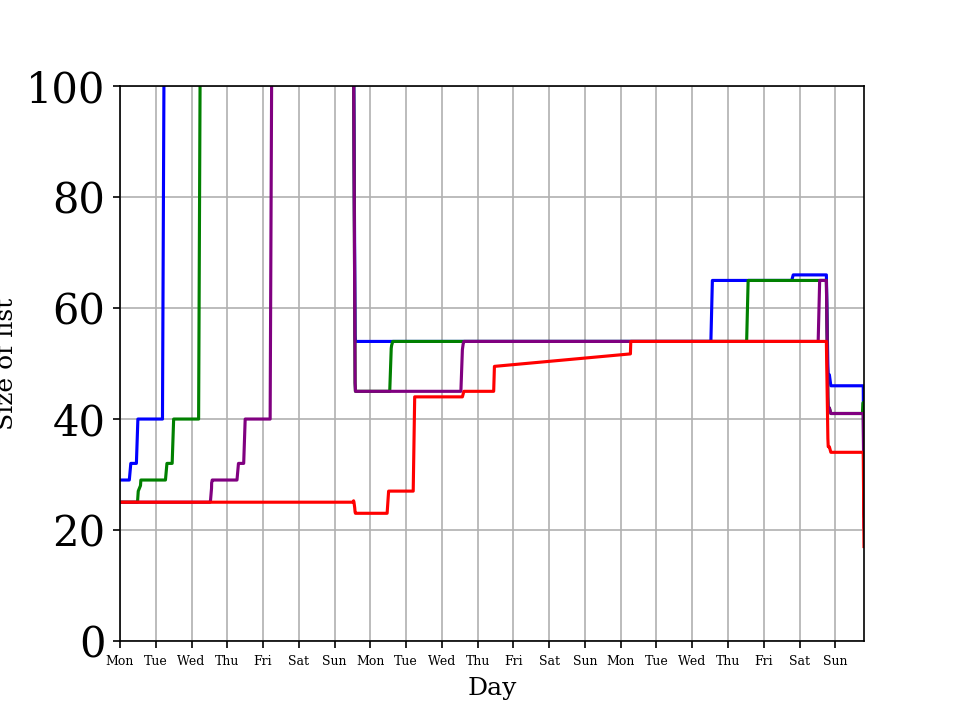 100
80
60
40
20
0
Size of list
Mon Tue Wed Thu Fri Sat Sun Mon Tue Wed Thu Fri Sat Sun Mon Tue Wed Thu Fri Sat Sun
Day